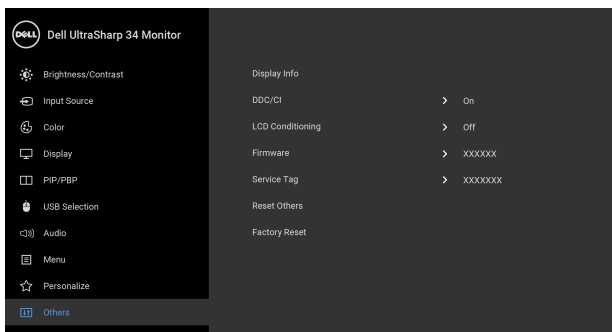 DELL Dell UltraSharp 34 Monitor
Brightness/Contrast
Input Source
Color
Display
PIP/PBP
USB Selection
Audio
Menu
Personalize
Others
Display Info
DDC/CI > On
LCD Conditioning > Off
Firmware > XXXXXX
Service Tag > XXXXXXX
Reset Others
Factory Reset